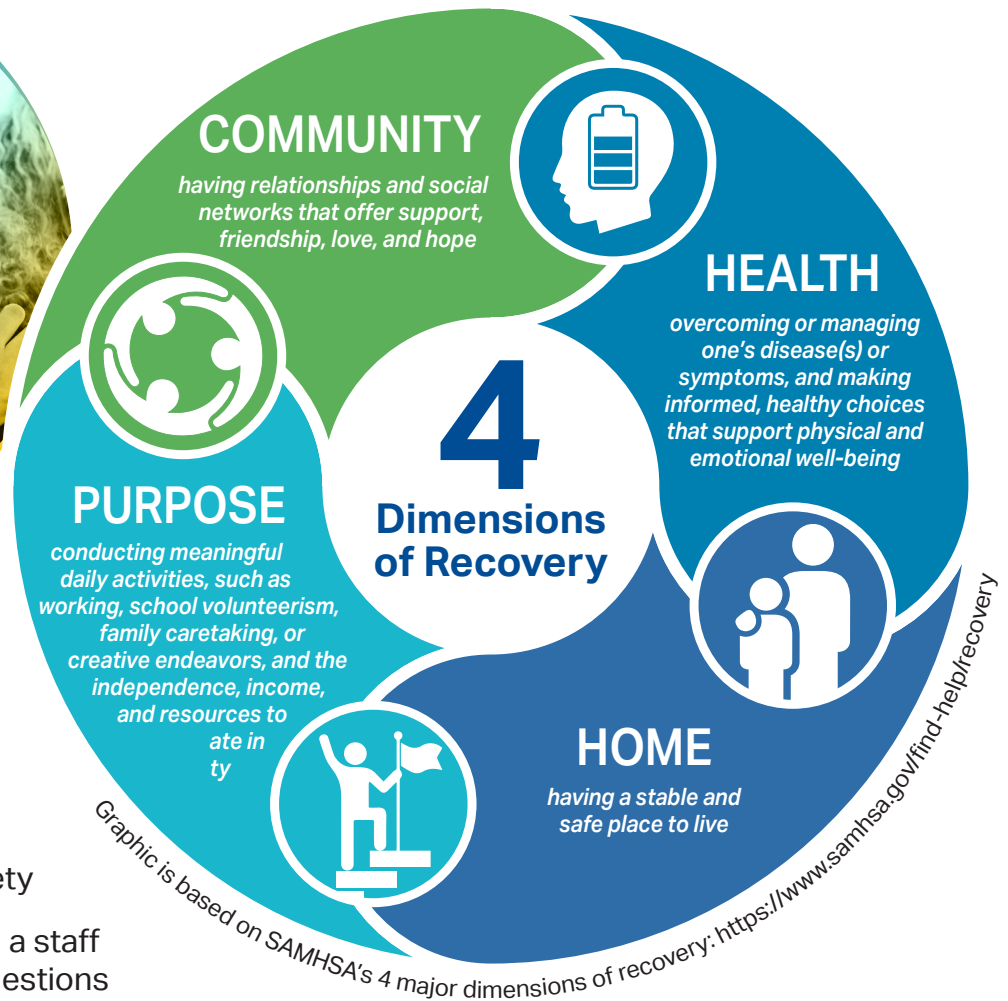 COMMUNITY
having relationships and social
networks that offer support,
friendship, love, and hope
HEALTH
overcoming or managing
one's disease(s) or
symptoms, and making
informed, healthy choices
that support physical and
emotional well-being
4
Dimensions
of Recovery
PURPOSE
conducting meaningful
daily activities, such as
working, school volunteerism,
family caretaking, or
creative endeavors, and the
independence, income,
and resources to
ate in
ty
HOME
having a stable and
safe place to live
Graphic is based on SAMHSA's 4 major dimensions of recovery: https://www.samhsa.gov/find-help/recovery
ety
a staff
estions